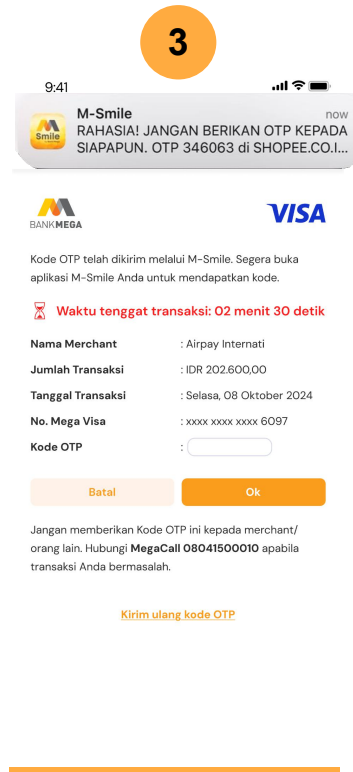 3
9:41
M-Smile now
RAHASIA! JANGAN BERIKAN OTP KEPADA
SIAPAPUN. OTP 346063 di SHOPEE.CO.I...
Smile
BANKMEGA
VISA
Kode OTP telah dikirim melalui M-Smile. Segera buka
aplikasi M-Smile Anda untuk mendapatkan kode.
Waktu tenggat transaksi: 02 menit 30 detik
Nama Merchant : Airpay Internati
Jumlah Transaksi : IDR 202.600,00
Tanggal Transaksi : Selasa, 08 Oktober 2024
No. Mega Visa : xxxx xxxx xxxx 6097
Kode OTP :
Batal Ok
Jangan memberikan Kode OTP ini kepada merchant/
orang lain. Hubungi MegaCall 08041500010 apabila
transaksi Anda bermasalah.
Kirim ulang kode OTP